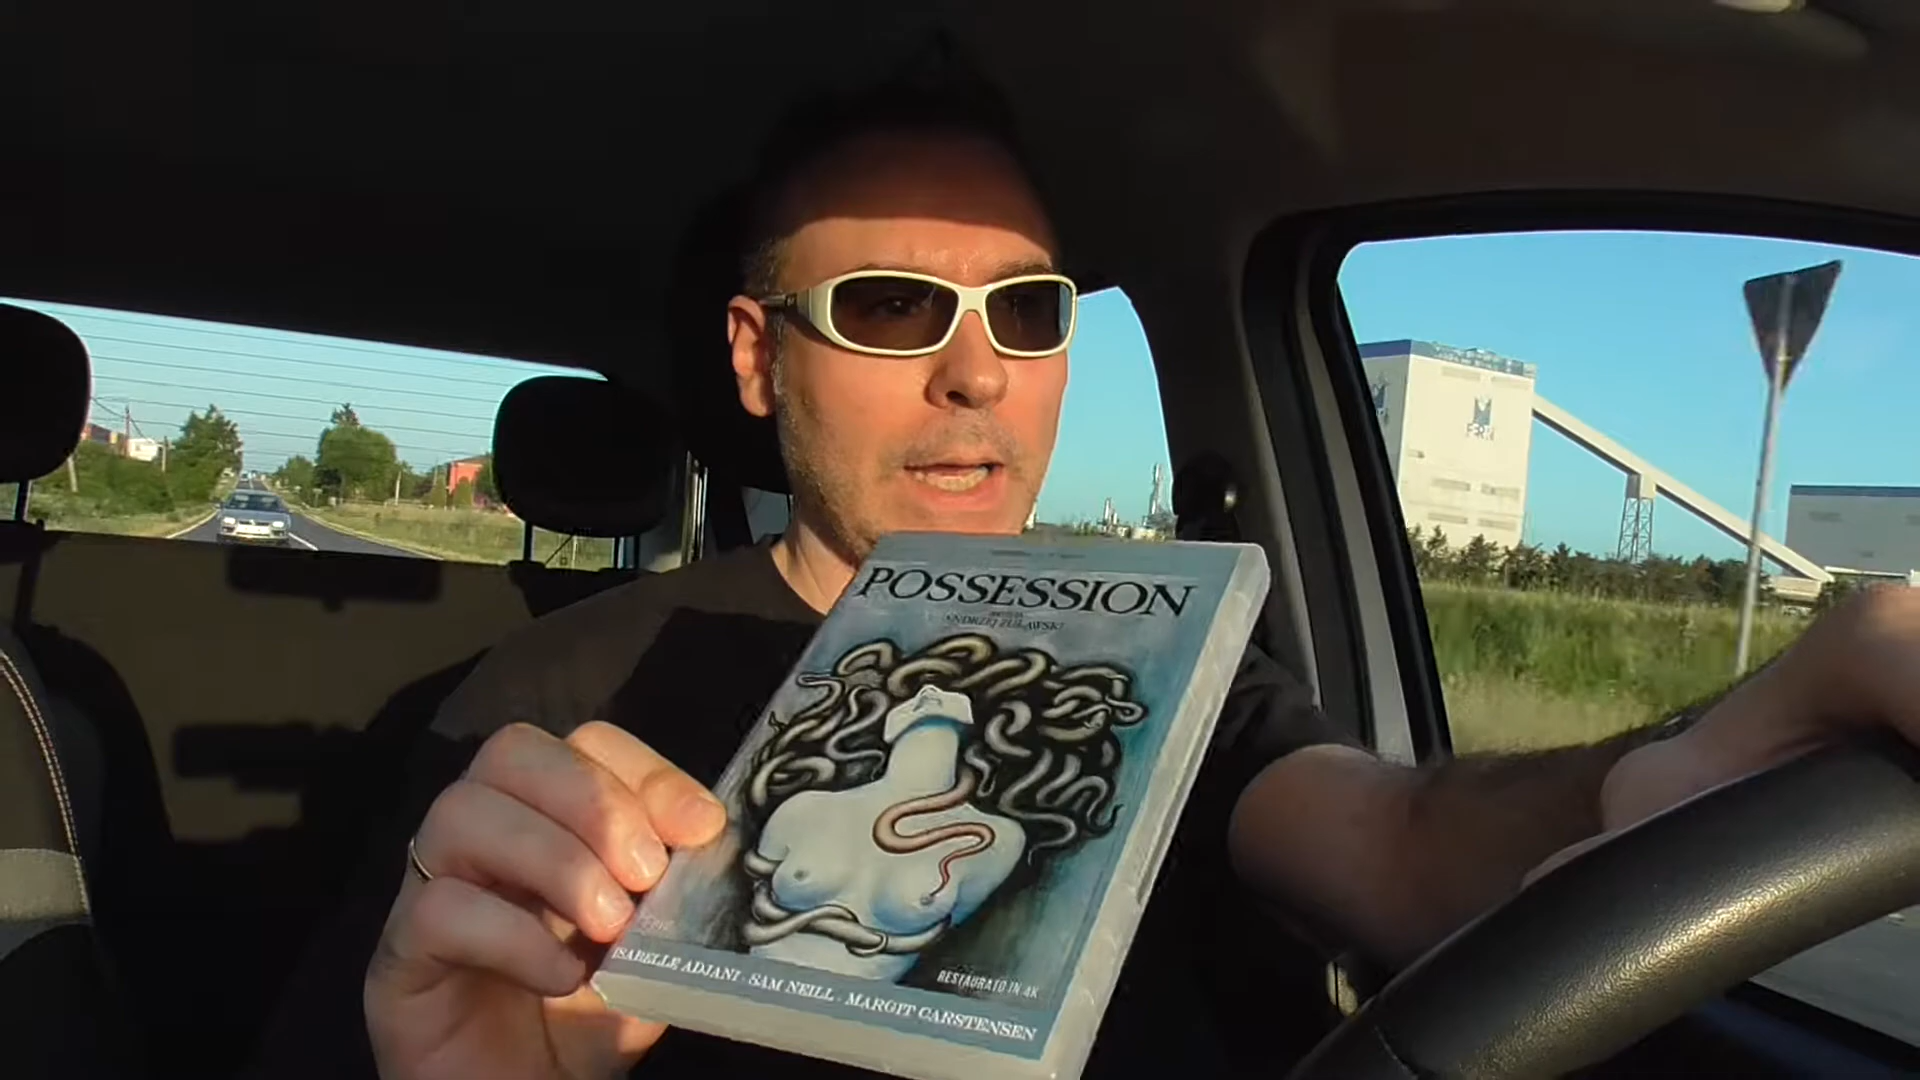 POSSESSION
ANDRZEJ ŻUŁAWSKI
ISABELLE ADJANI · SAM NEILL · MARGIT CARSTENSEN
RESTAURATO IN 4K